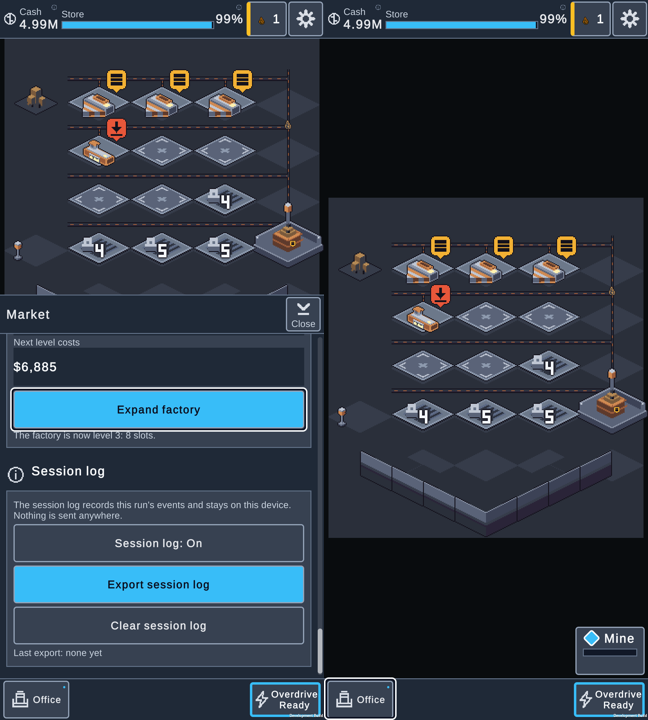 Cash
4.99M
Store
99%
1
4
4
5
5
Market
Close
Next level costs
$6,885
Expand factory
The factory is now level 3: 8 slots.
Session log
The session log records this run's events and stays on this device.
Nothing is sent anywhere.
Session log: On
Export session log
Clear session log
Last export: none yet
Office
Overdrive
Ready
Cash
4.99M
Store
99%
1
4
4
5
5
Mine
Office
Overdrive
Ready